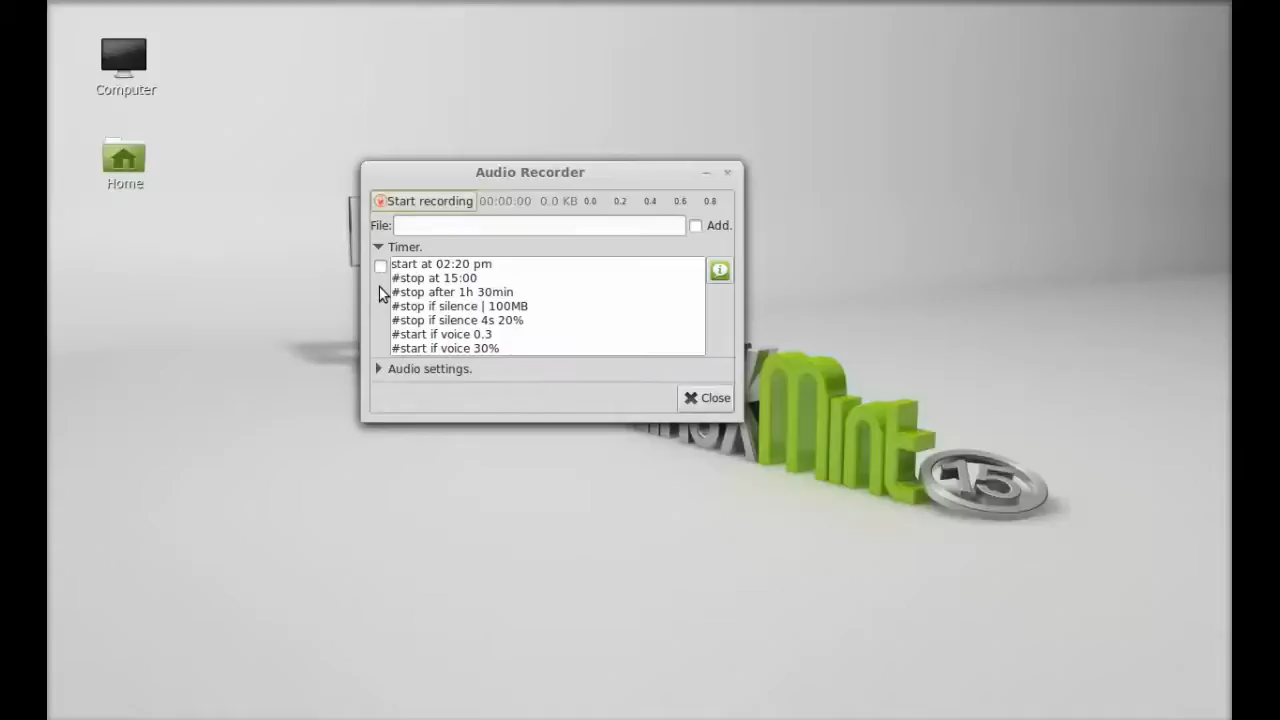 Computer
Home
Audio Recorder
Start recording 00:00:00 0.0 KB 0.0 0.2 0.4 0.6 0.8
File: Add.
Timer.
start at 02:20 pm
#stop at 15:00
#stop after 1h 30min
#stop if silence | 100MB
#stop if silence 4s 20%
#start if voice 0.3
#start if voice 30%
Audio settings.
Close
Mint
15